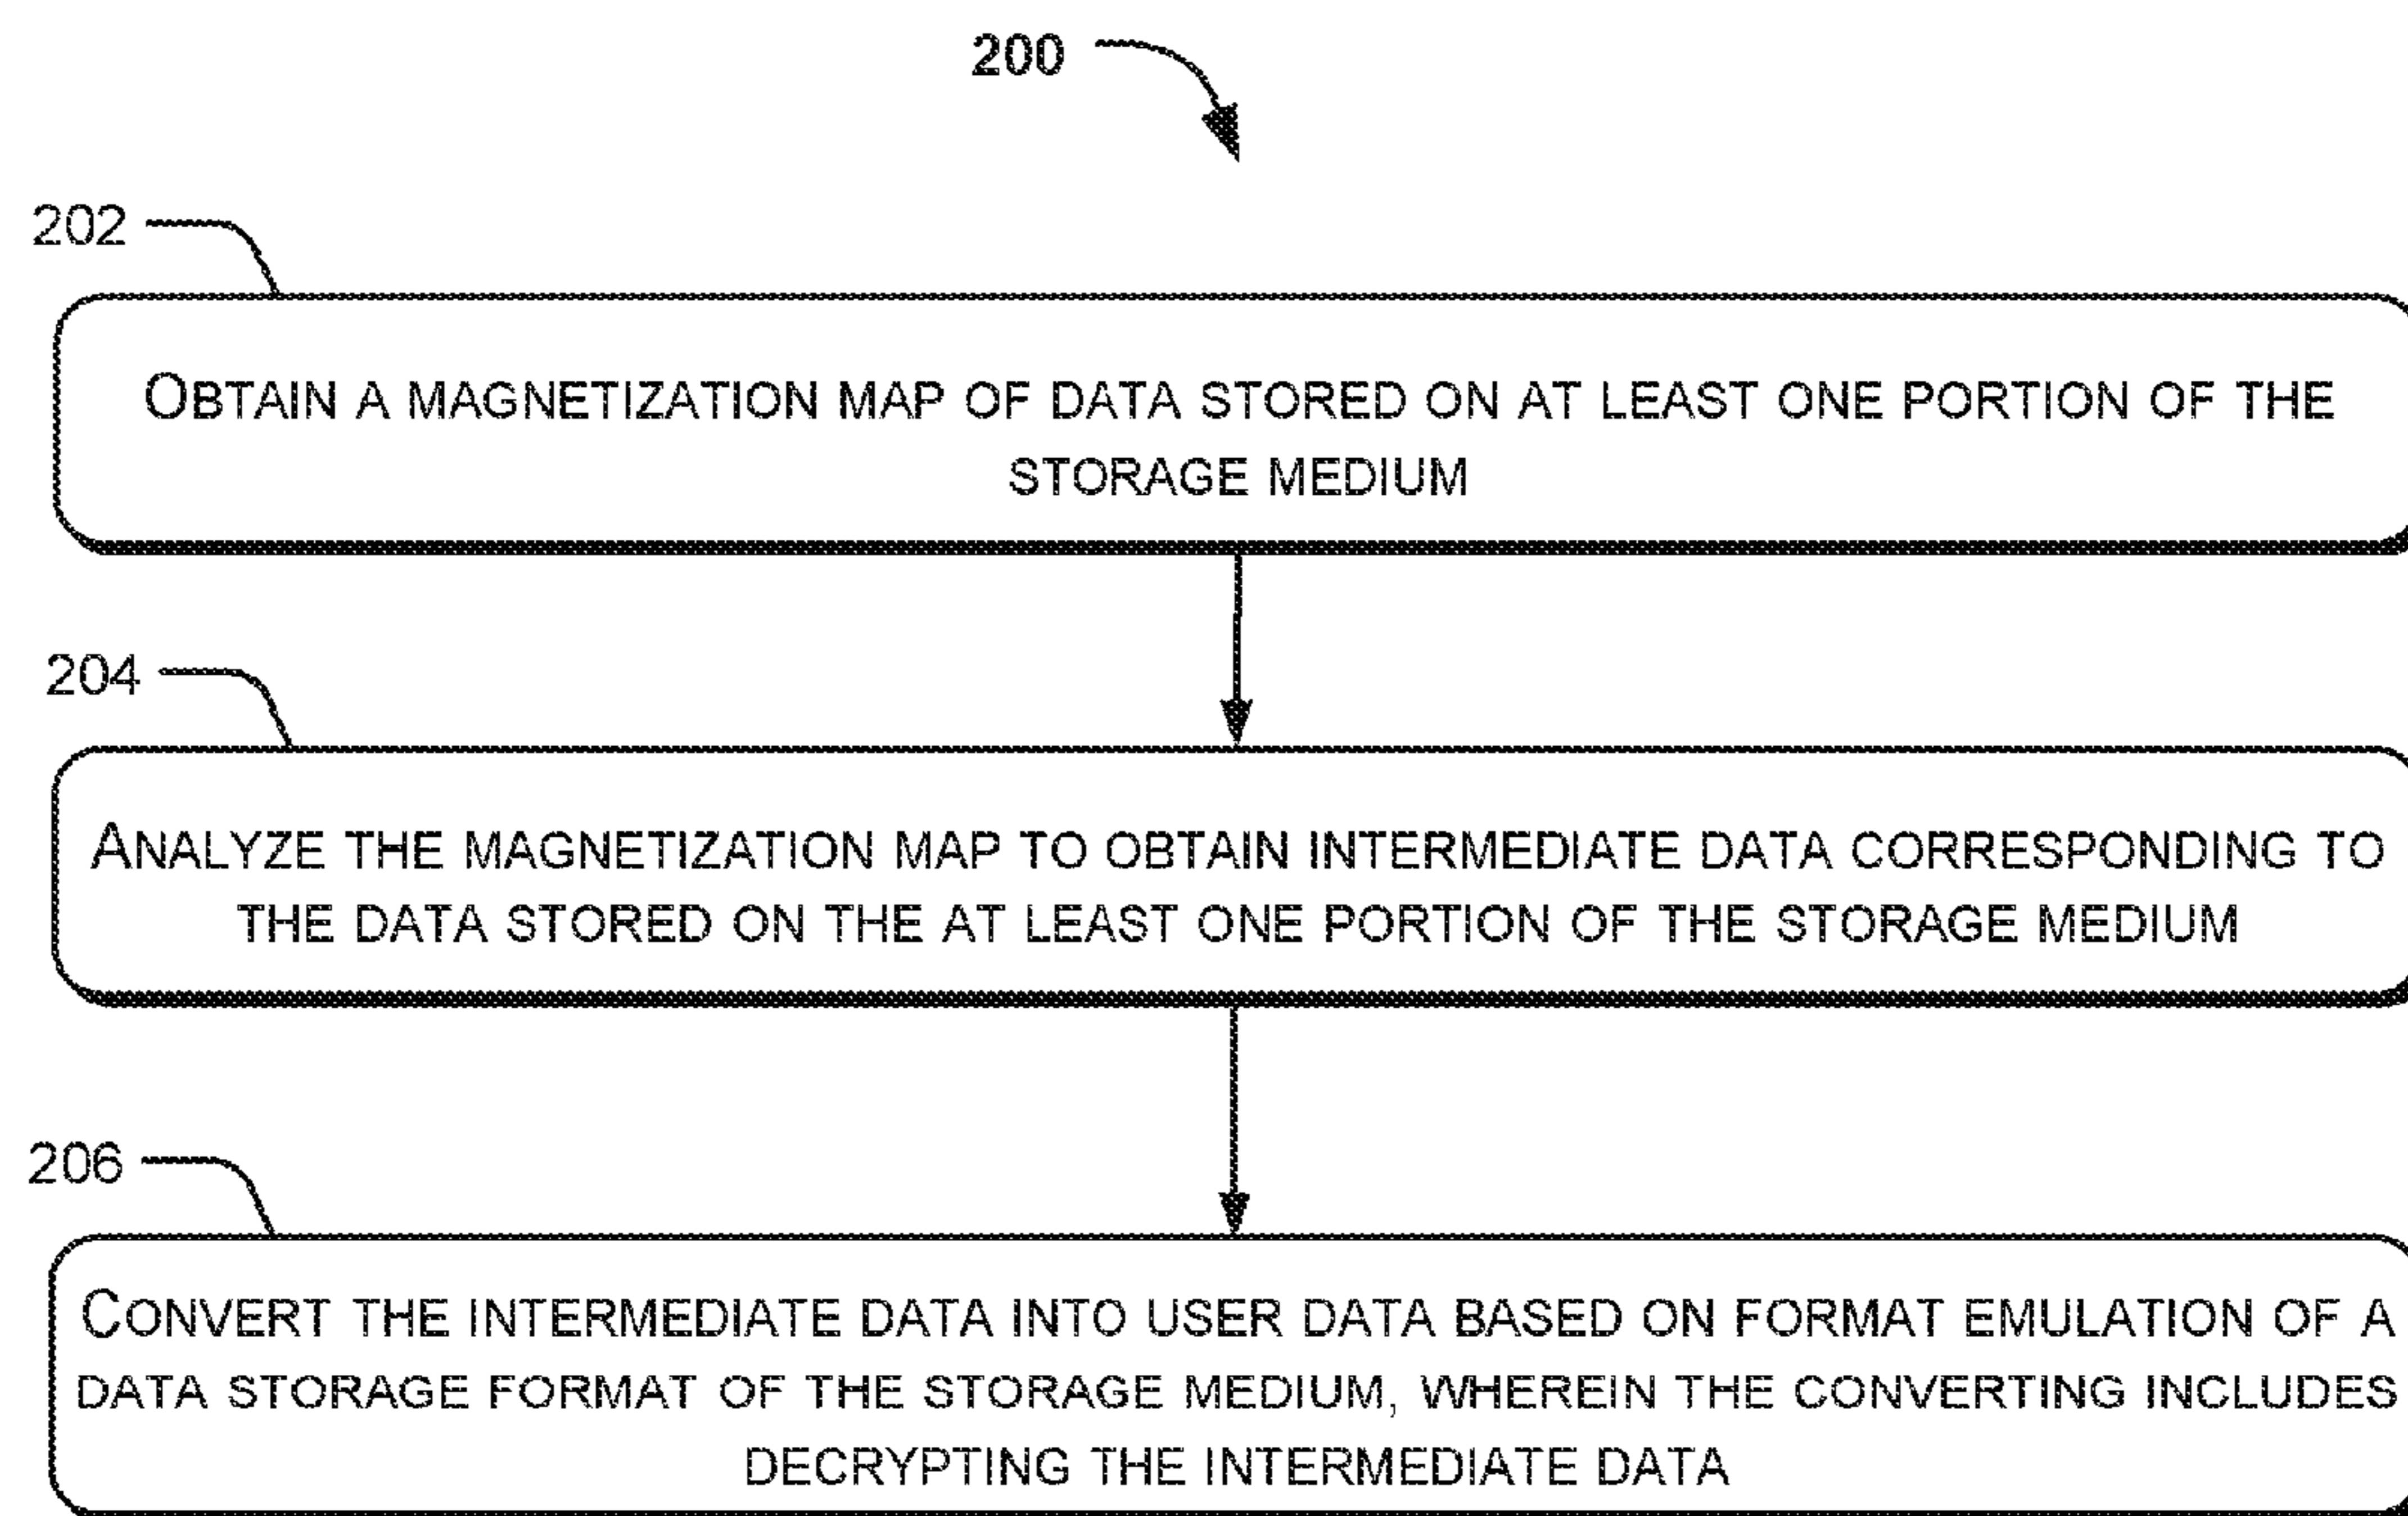 200
202
OBTAIN A MAGNETIZATION MAP OF DATA STORED ON AT LEAST ONE PORTION OF THE
STORAGE MEDIUM
204
ANALYZE THE MAGNETIZATION MAP TO OBTAIN INTERMEDIATE DATA CORRESPONDING TO
THE DATA STORED ON THE AT LEAST ONE PORTION OF THE STORAGE MEDIUM
206
CONVERT THE INTERMEDIATE DATA INTO USER DATA BASED ON FORMAT EMULATION OF A
DATA STORAGE FORMAT OF THE STORAGE MEDIUM, WHEREIN THE CONVERTING INCLUDES
DECRYPTING THE INTERMEDIATE DATA